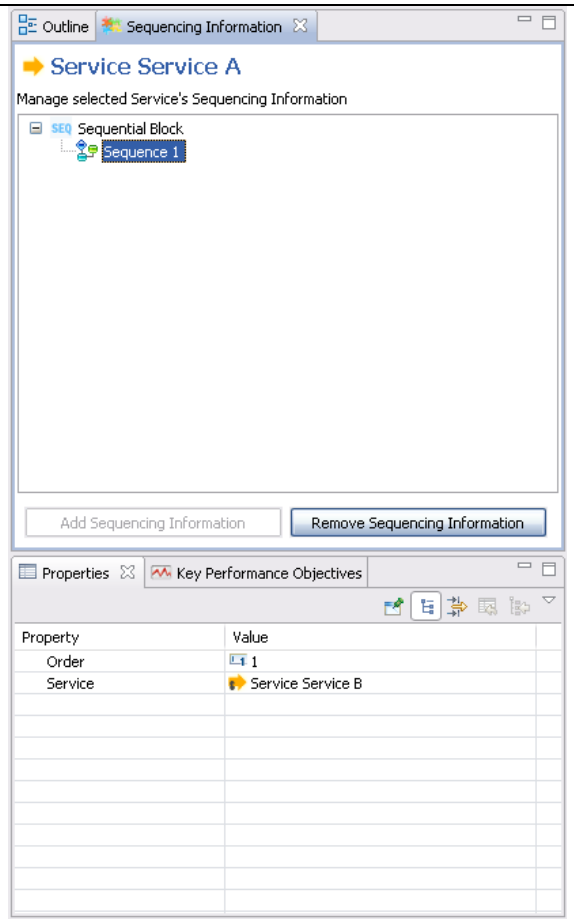 Outline Sequencing Information
Service Service A
Manage selected Service's Sequencing Information
SEQ Sequential Block
Sequence 1
Add Sequencing Information Remove Sequencing Information
Properties Key Performance Objectives
Property Value
Order 1
Service Service Service B